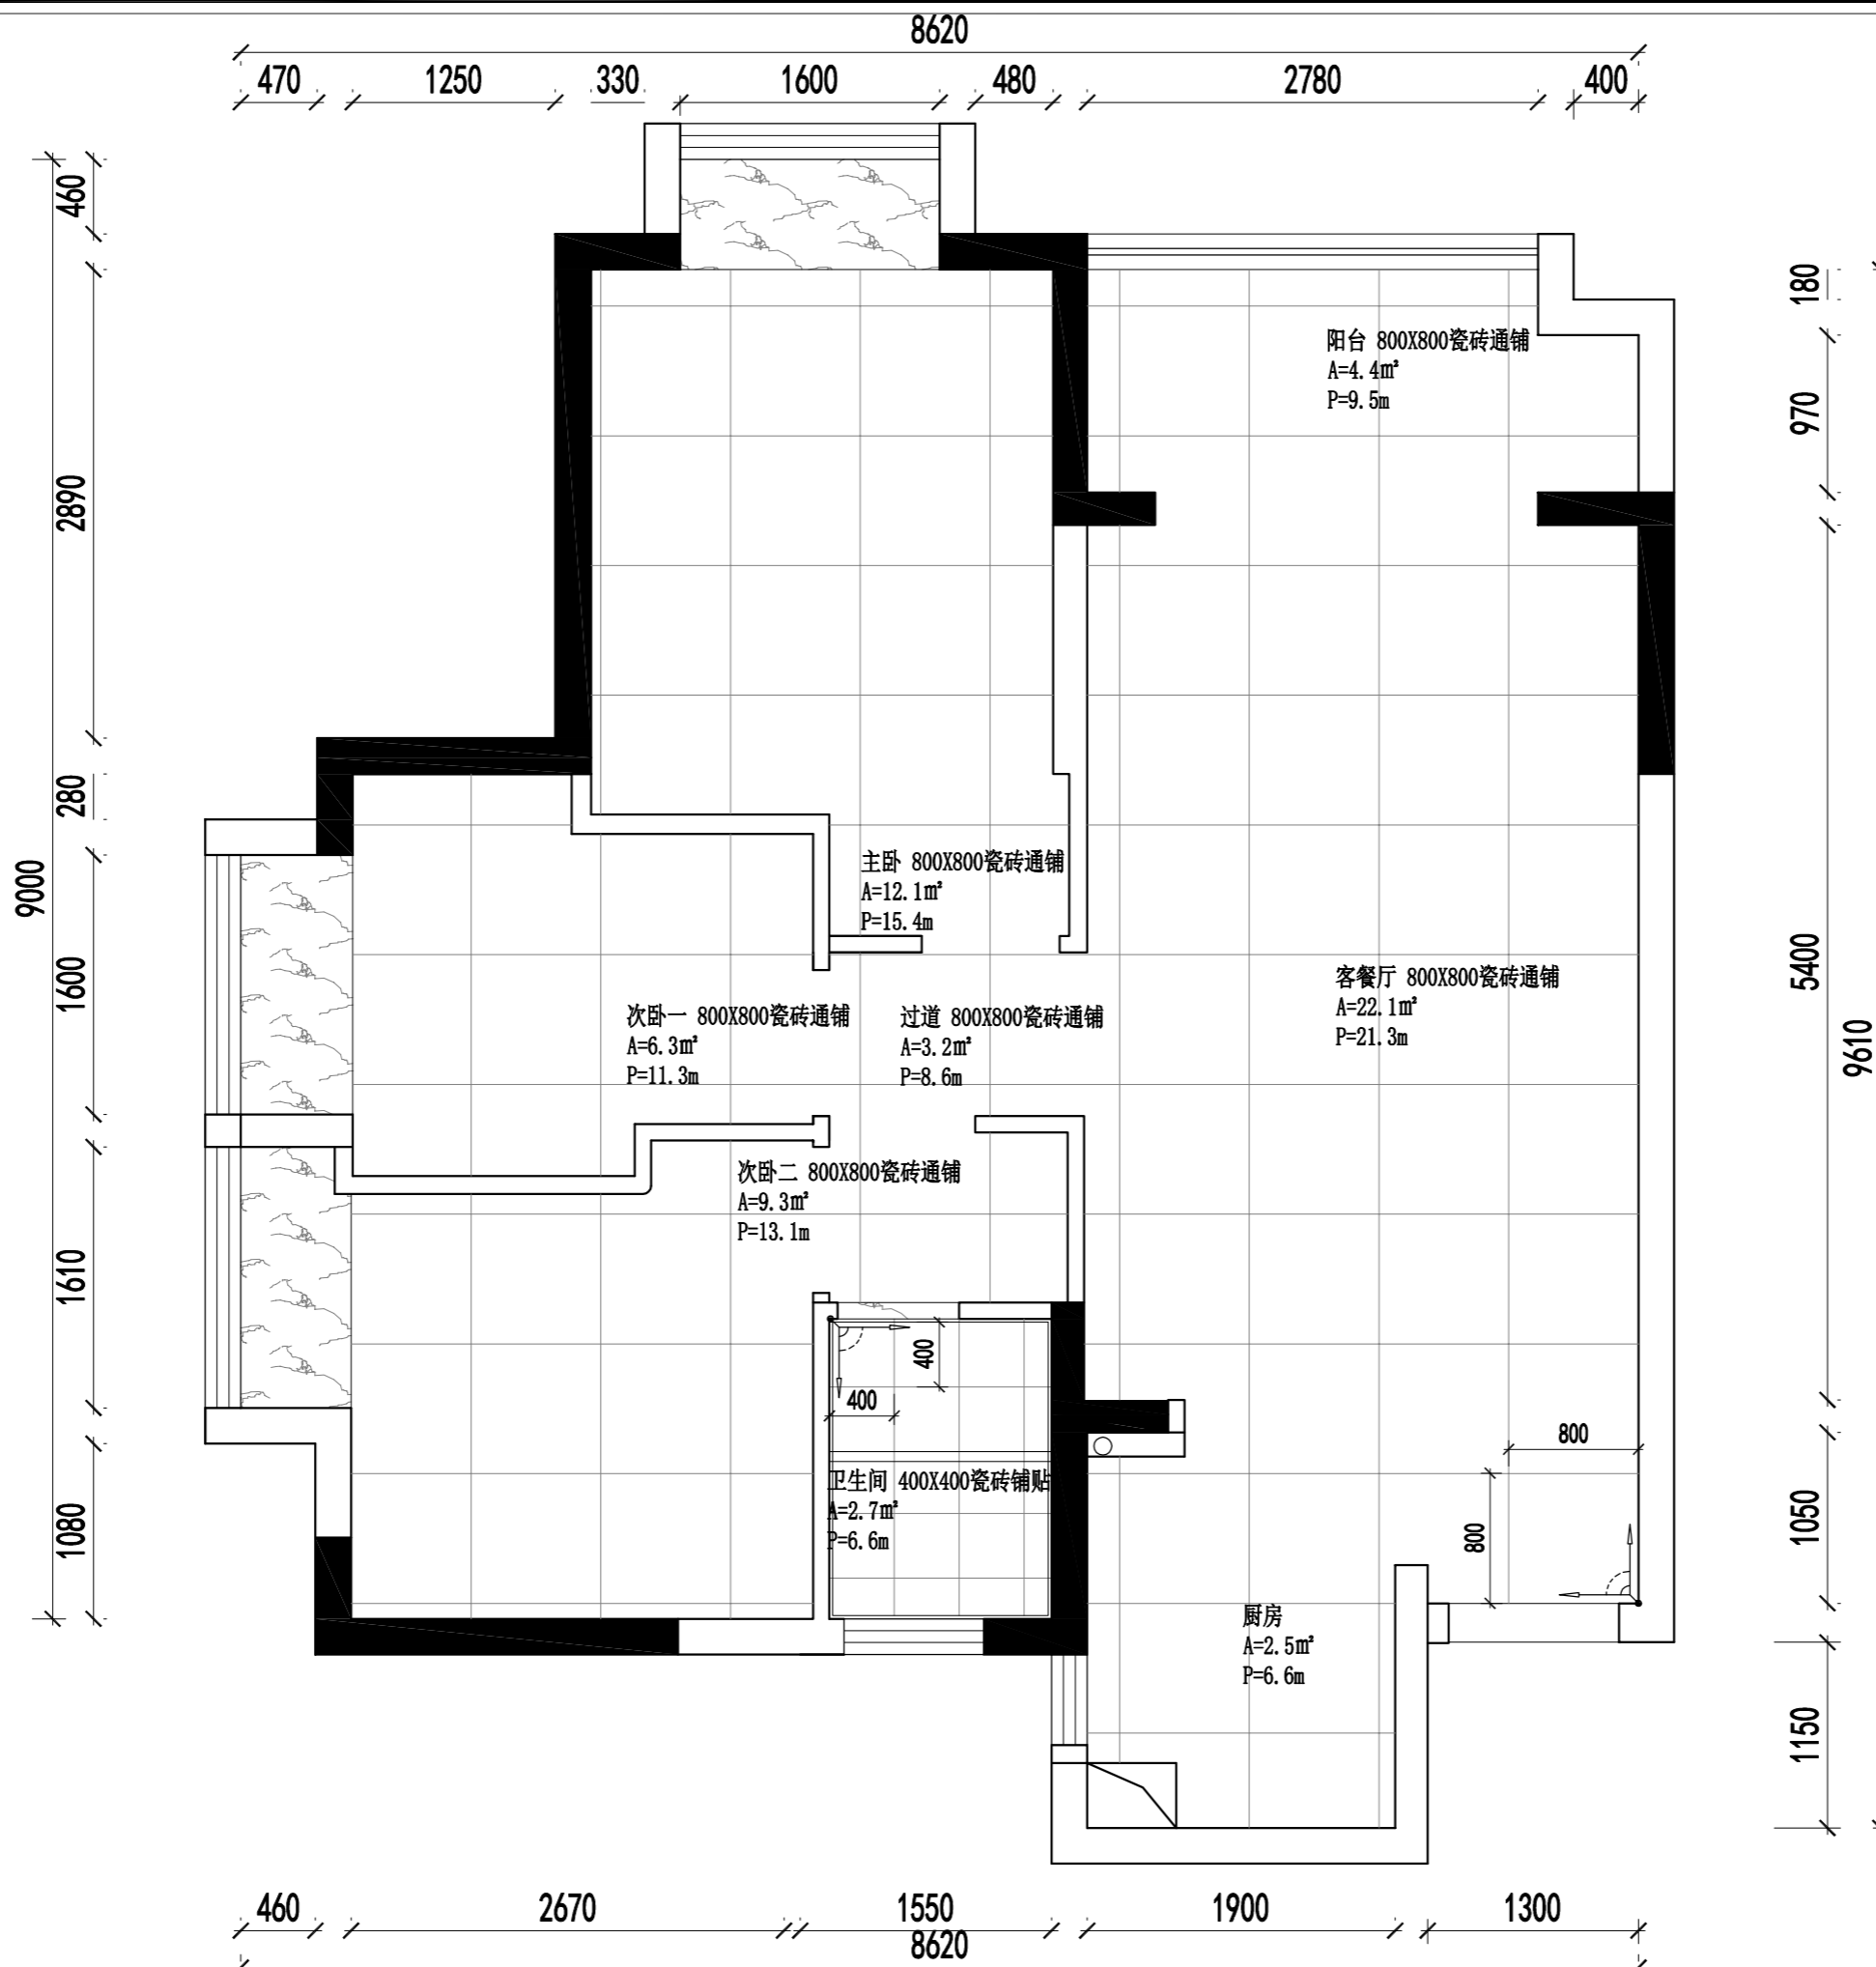 8620
470 1250 330 1600 480 2780 400
460
180
阳台 800X800瓷砖通铺
A=4.4㎡
P=9.5m
970
2890
280
9000
主卧 800X800瓷砖通铺
A=12.1㎡
P=15.4m
1600
5400
客餐厅 800X800瓷砖通铺
A=22.1㎡
P=21.3m
次卧一 800X800瓷砖通铺
A=6.3㎡
P=11.3m
过道 800X800瓷砖通铺
A=3.2㎡
P=8.6m
9610
次卧二 800X800瓷砖通铺
A=9.3㎡
P=13.1m
1610
400
400
800
卫生间 400X400瓷砖铺贴
A=2.7㎡
P=6.6m
1080
800
1050
厨房
A=2.5㎡
P=6.6m
1150
460 2670 1550 1900 1300
8620